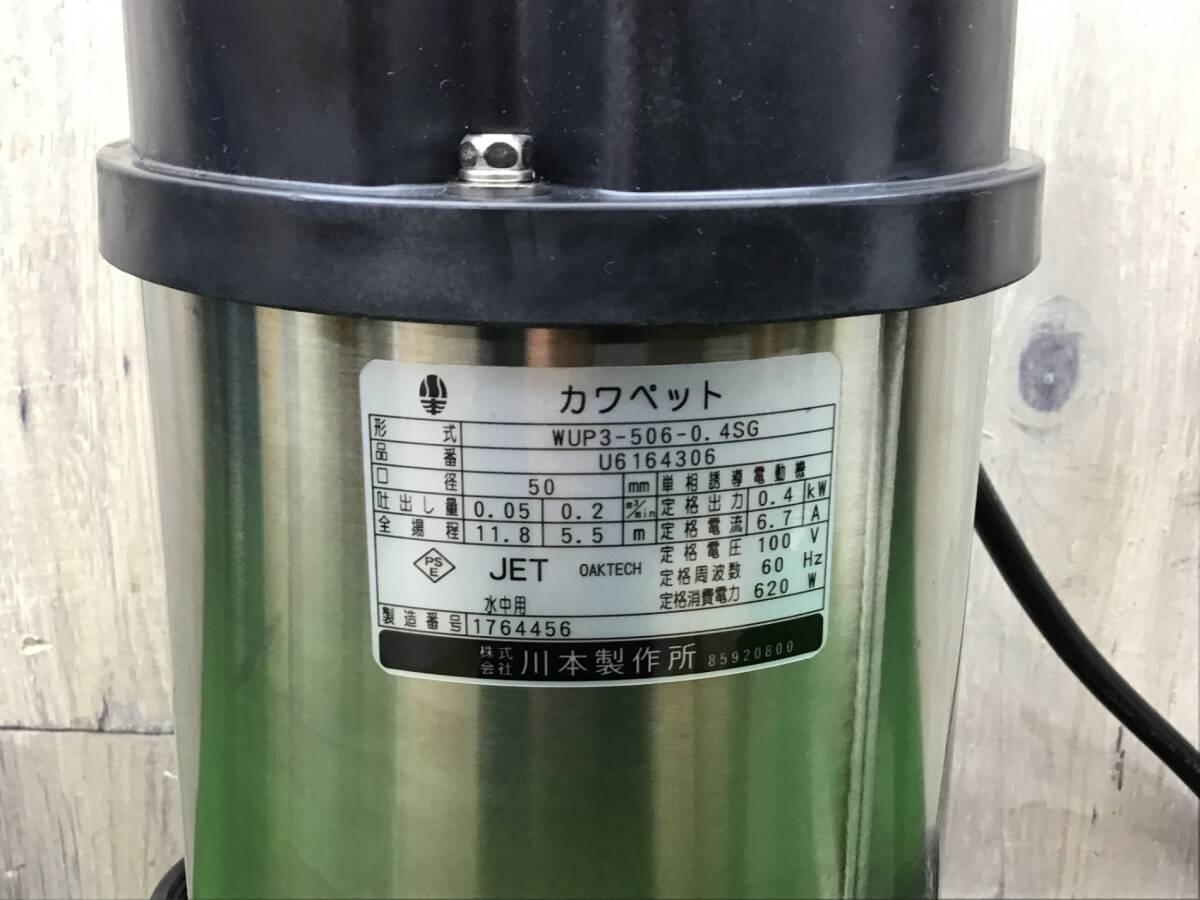 カワペット
形式 WUP3-506-0.4SG
品番 U6164306
口径 50 mm 単相誘導電動機
吐出し量 0.05 0.2 m³/min 定格出力 0.4 kW
全揚程 11.8 5.5 m 定格電流 6.7 A
定格電圧 100 V
PSE JET OAKTECH 定格周波数 60 Hz
水中用 定格消費電力 620 W
製造番号 1764456
株式会社 川本製作所 85920800